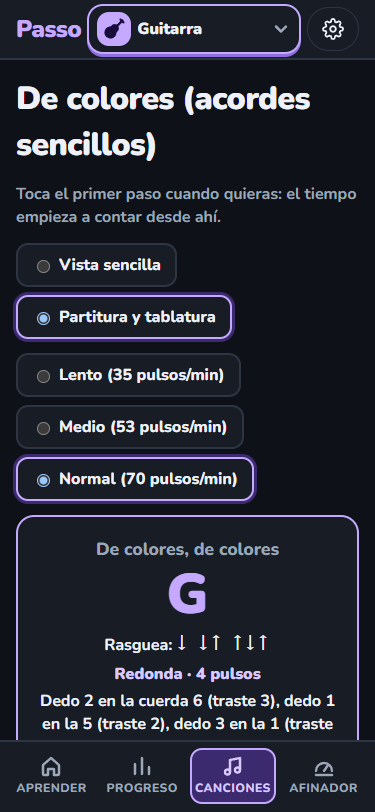 Passo
Guitarra
De colores (acordes
sencillos)
Toca el primer paso cuando quieras: el tiempo
empieza a contar desde ahí.
Vista sencilla
Partitura y tablatura
Lento (35 pulsos/min)
Medio (53 pulsos/min)
Normal (70 pulsos/min)
De colores, de colores
G
Rasguea: ↓ ↓↑ ↑↓↑
Redonda · 4 pulsos
Dedo 2 en la cuerda 6 (traste 3), dedo 1
en la 5 (traste 2), dedo 3 en la 1 (traste
APRENDER
PROGRESO
CANCIONES
AFINADOR